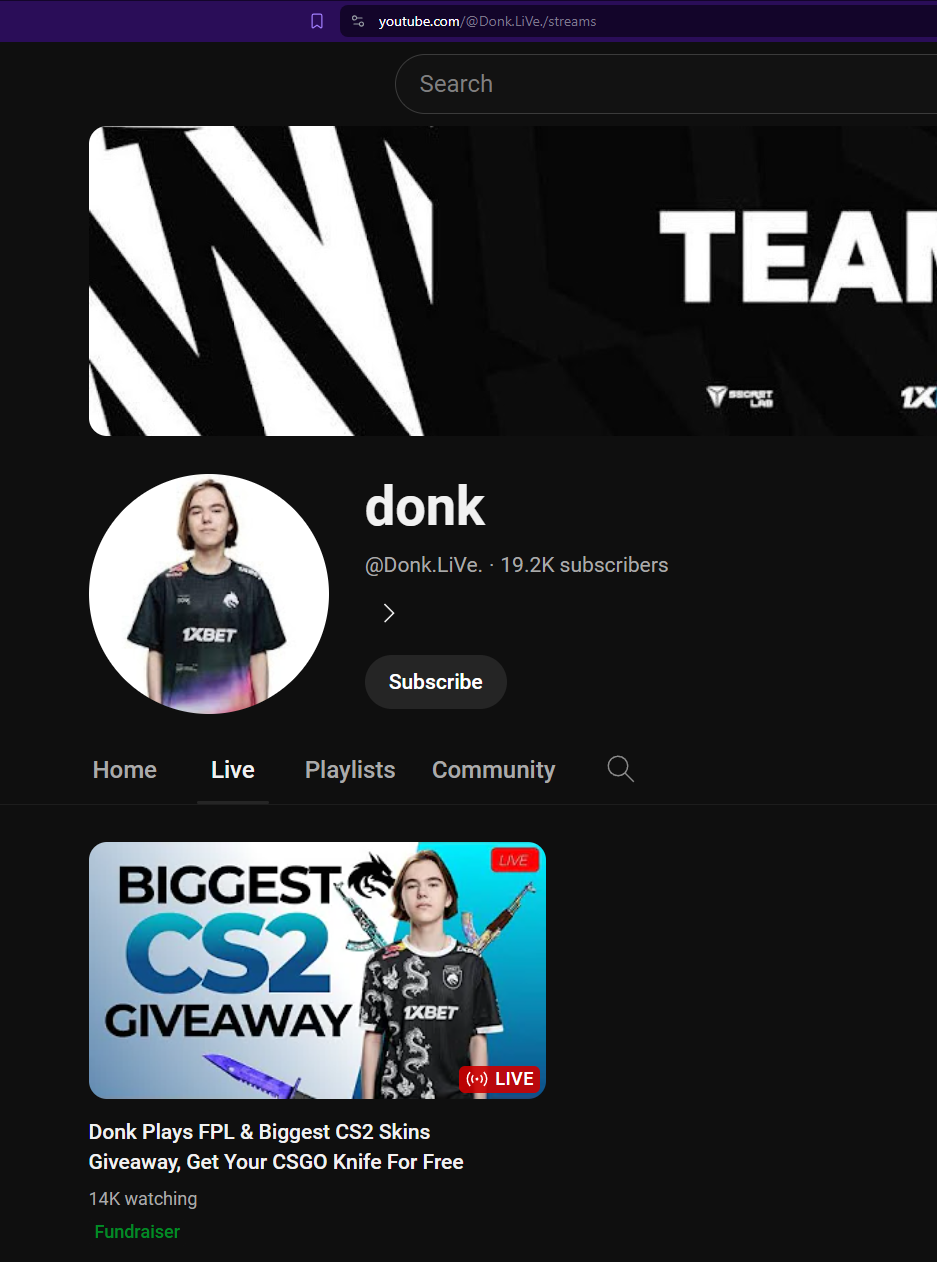 youtube.com/@Donk.LiVe./streams
Search
TEAM
SECRET
LAB
1X
donk
@Donk.LiVe. · 19.2K subscribers
1XBET
Subscribe
Home Live Playlists Community
LIVE
BIGGEST
CS2
GIVEAWAY
1XBET
LIVE
Donk Plays FPL & Biggest CS2 Skins
Giveaway, Get Your CSGO Knife For Free
14K watching
Fundraiser